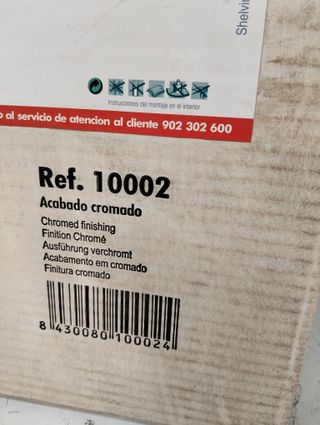 Shelvi
Instrucciones del montaje en el interior
o al servicio de atencion al cliente 902 302 600
Ref. 10002
Acabado cromado
Chromed finishing
Finition Chromé
Ausführung verchromt
Acabamento em cromado
Finitura cromado
8 430080 100024